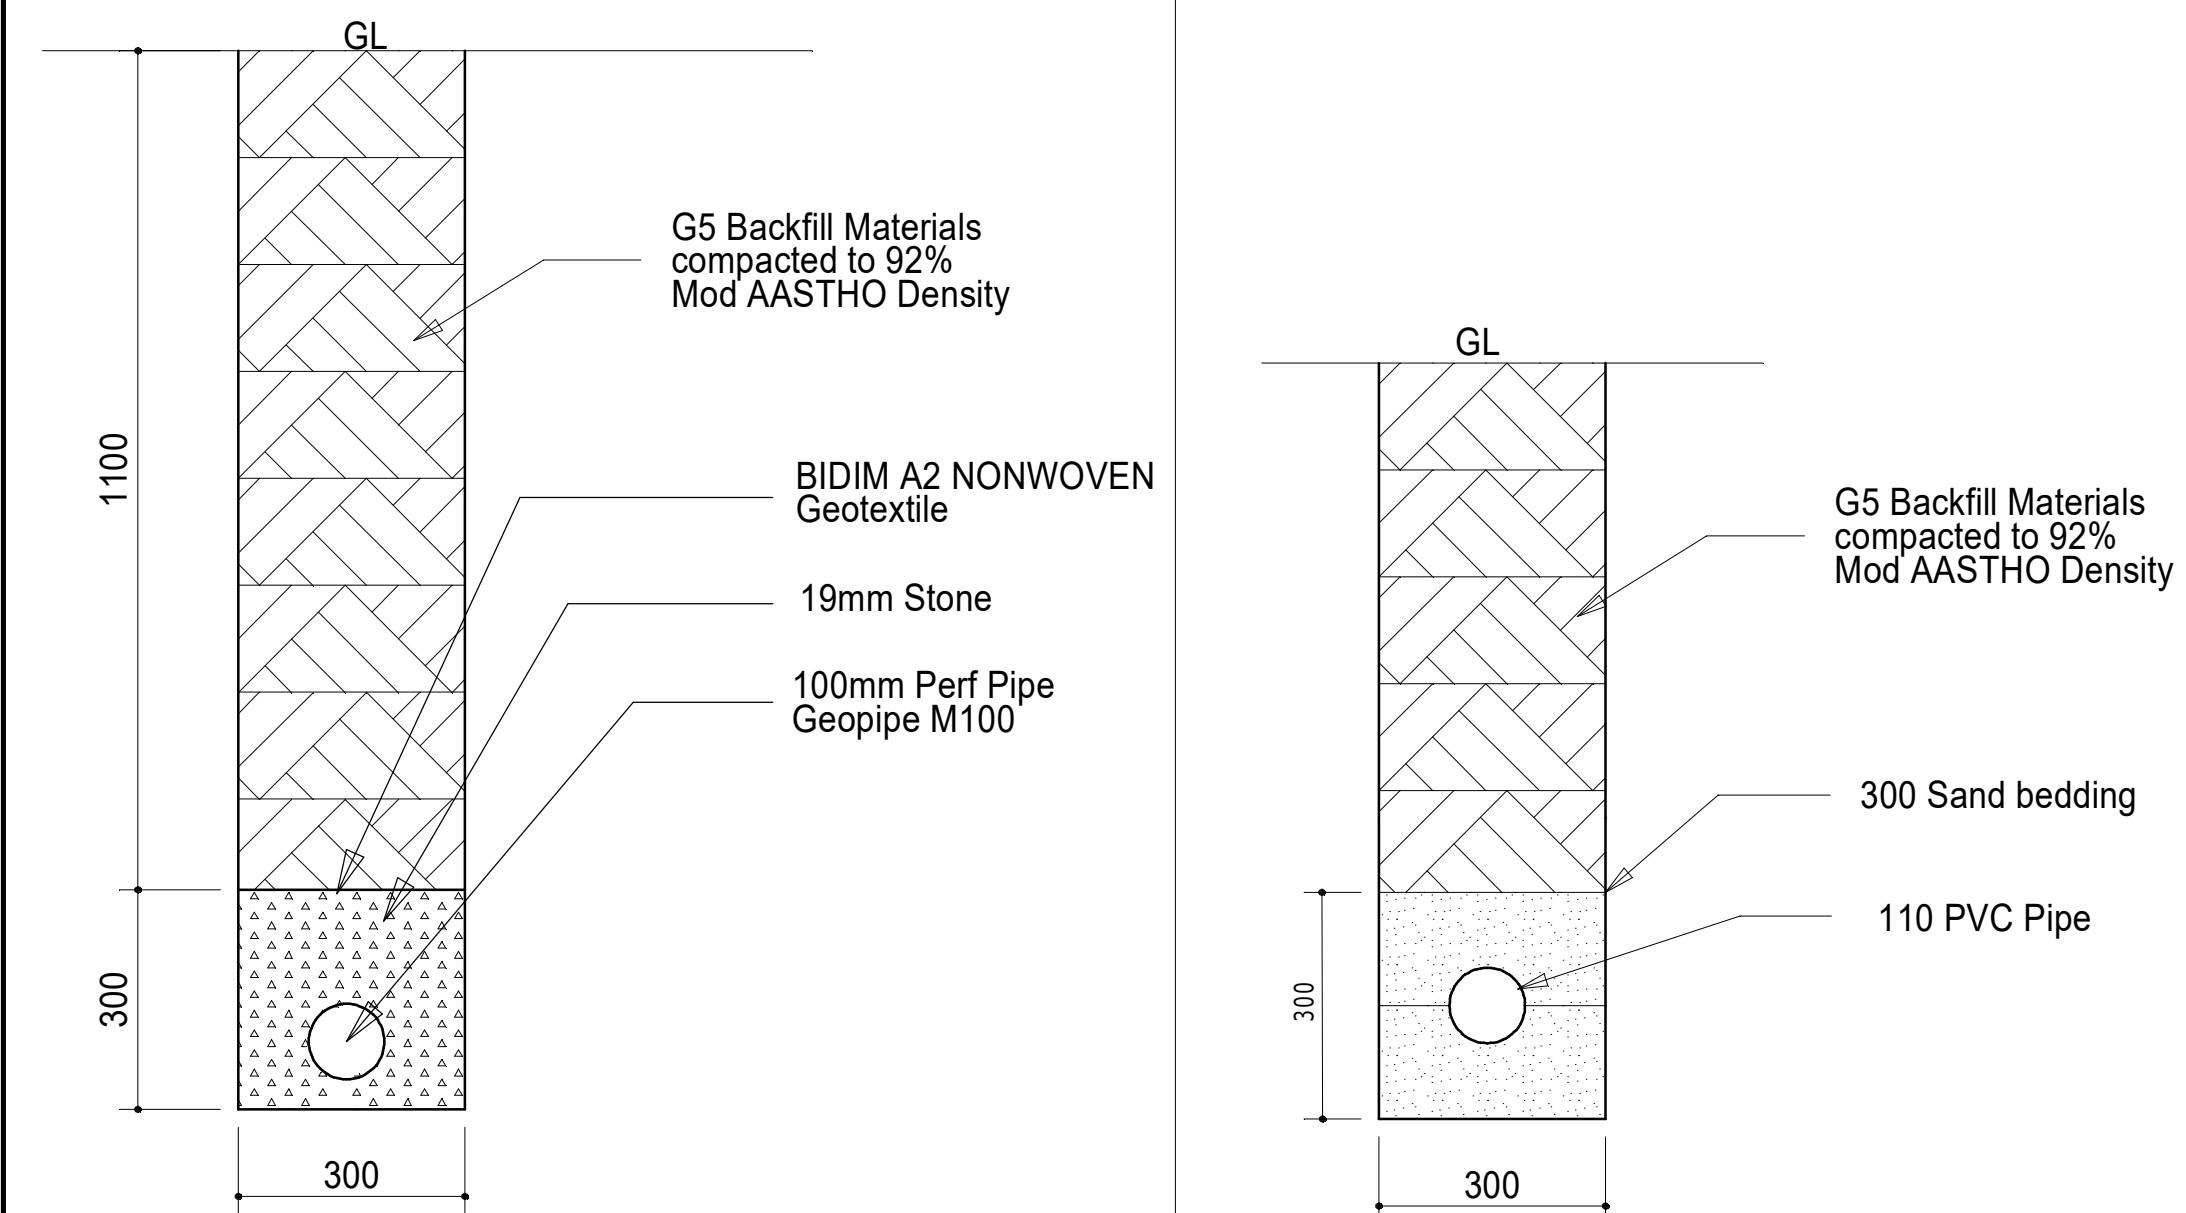 GL
G5 Backfill Materials
compacted to 92%
Mod AASTHO Density
1100
BIDIM A2 NONWOVEN
Geotextile
19mm Stone
100mm Perf Pipe
Geopipe M100
300
300
GL
G5 Backfill Materials
compacted to 92%
Mod AASTHO Density
300 Sand bedding
110 PVC Pipe
300
300